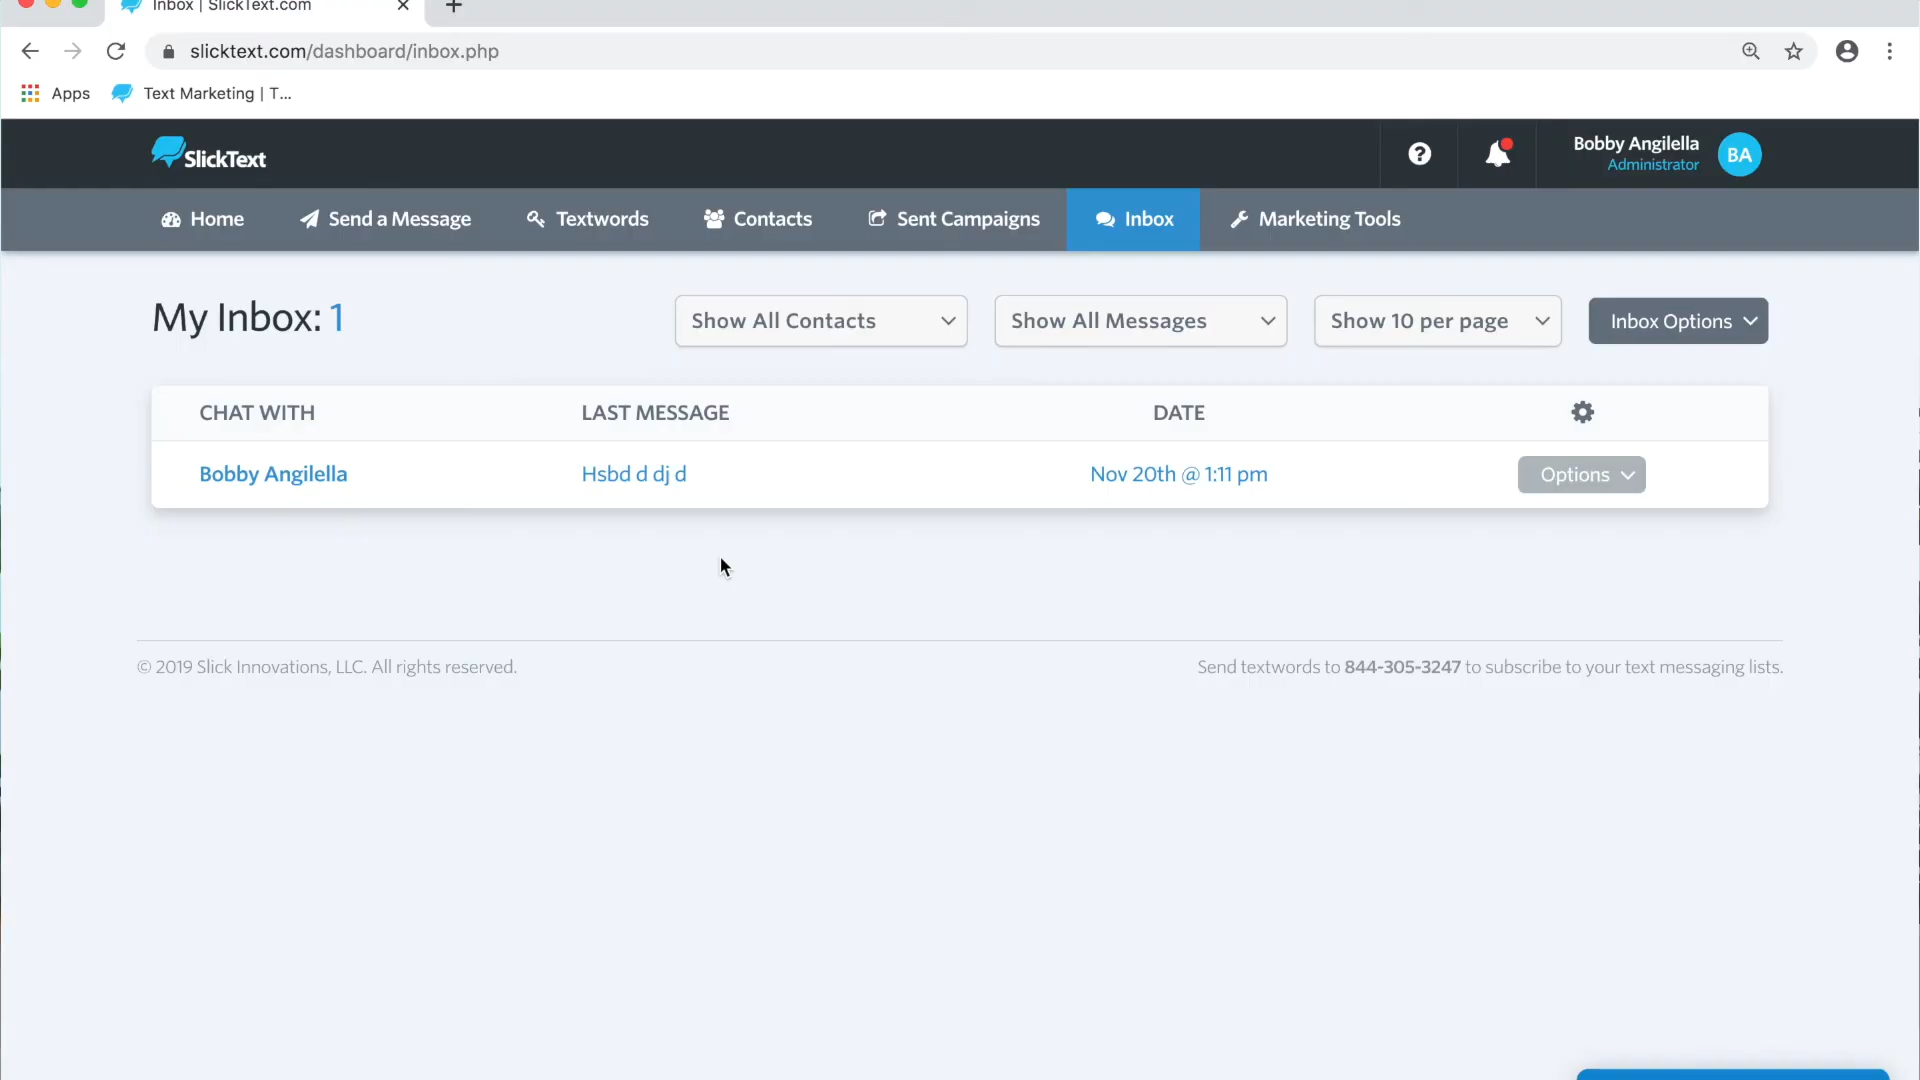 Inbox | SlickText.com
slicktext.com/dashboard/inbox.php
Apps Text Marketing | T...
SlickText
Bobby Angilella
Administrator
BA
Home Send a Message Textwords Contacts Sent Campaigns Inbox Marketing Tools
My Inbox: 1
Show All Contacts Show All Messages Show 10 per page Inbox Options
CHAT WITH LAST MESSAGE DATE
Bobby Angilella Hsbd d dj d Nov 20th @ 1:11 pm Options
© 2019 Slick Innovations, LLC. All rights reserved. Send textwords to 844-305-3247 to subscribe to your text messaging lists.